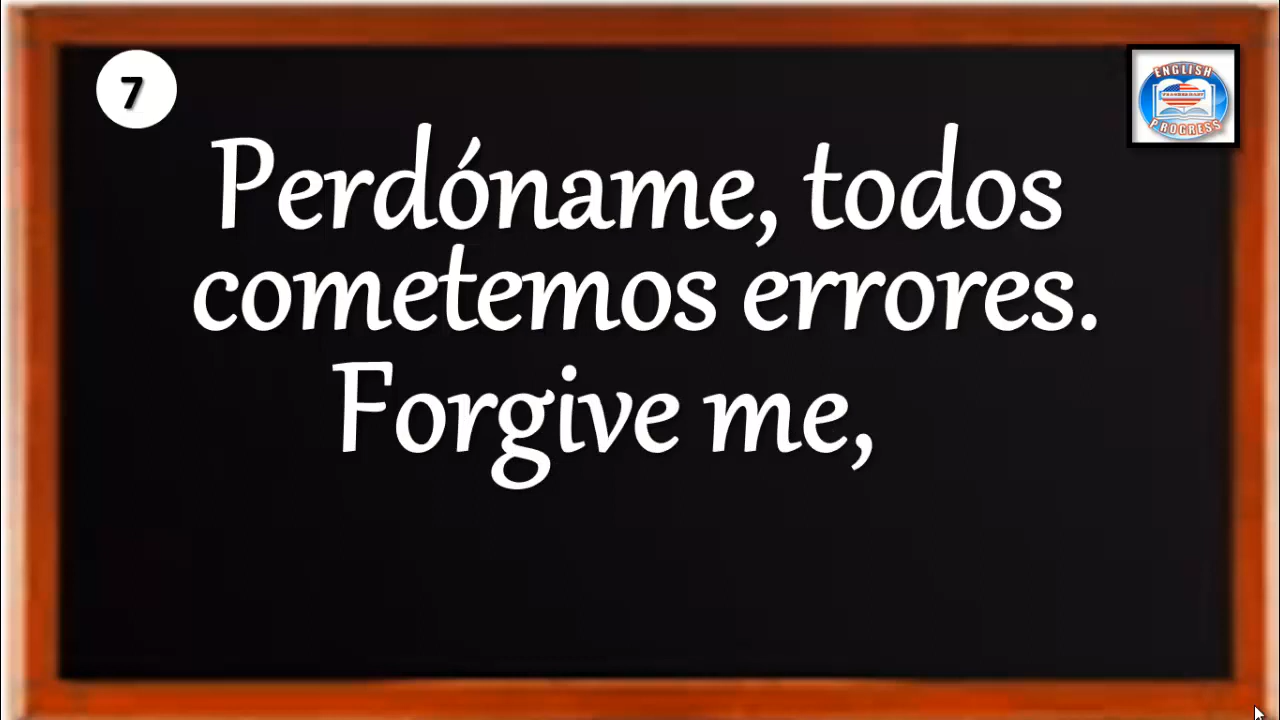 7
ENGLISH
PROGRESS
Perdóname, todos
cometemos errores.
Forgive me,